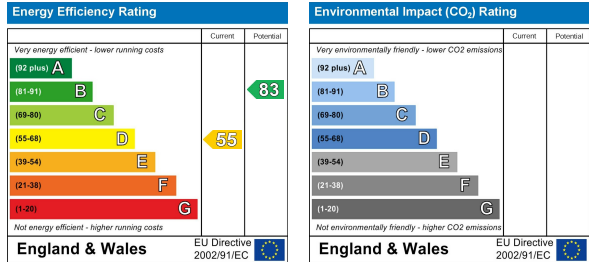 Energy Efficiency Rating
Current
Potential
Very energy efficient - lower running costs
(92 plus) A
(81-91) B
(69-80) C
(55-68) D
(39-54) E
(21-38) F
(1-20) G
83
55
Not energy efficient - higher running costs
England & Wales
EU Directive
2002/91/EC
Environmental Impact (CO₂) Rating
Current
Potential
Very environmentally friendly - lower CO2 emissions
(92 plus) A
(81-91) B
(69-80) C
(55-68) D
(39-54) E
(21-38) F
(1-20) G
Not environmentally friendly - higher CO2 emissions
England & Wales
EU Directive
2002/91/EC